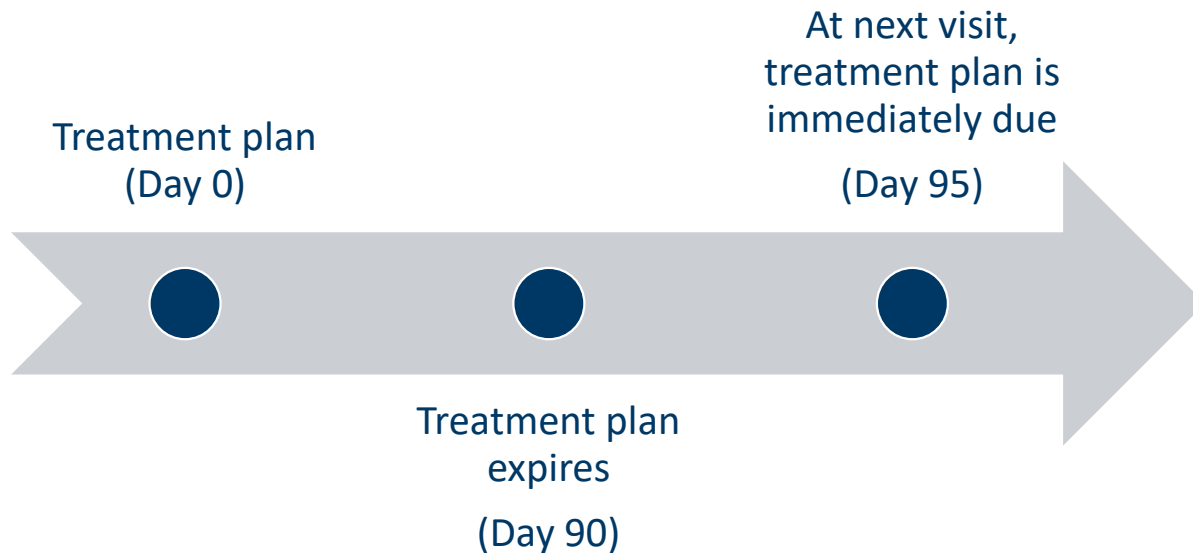 Treatment plan
(Day 0)
Treatment plan
expires
(Day 90)
At next visit,
treatment plan is
immediately due
(Day 95)